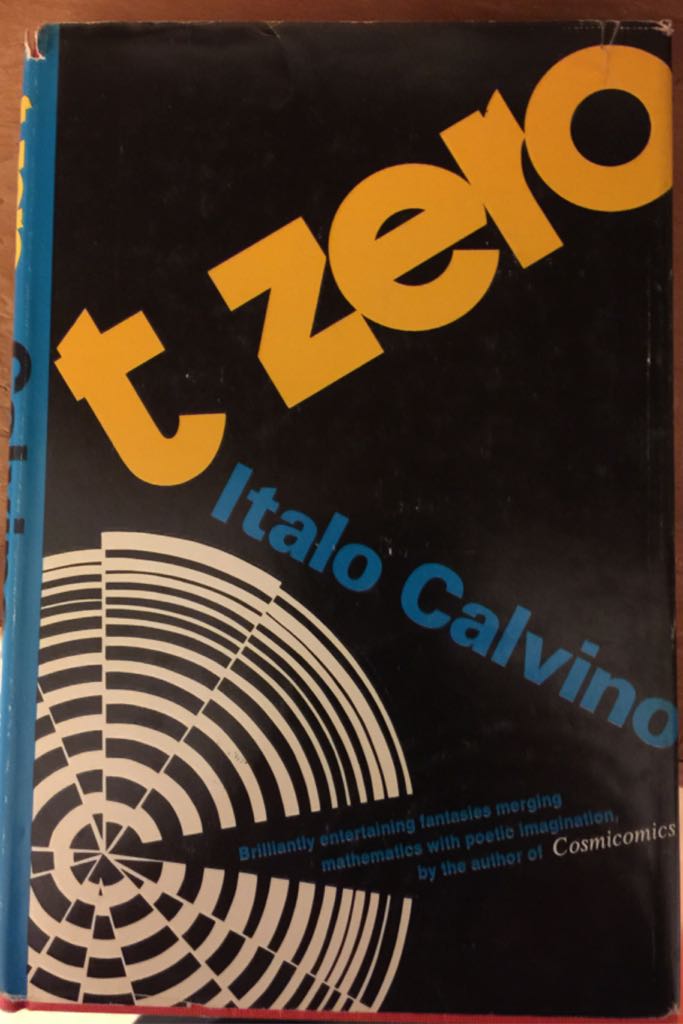 t zero
Italo Calvino
Brilliantly entertaining fantasies merging
mathematics with poetic imagination,
by the author of Cosmicomics